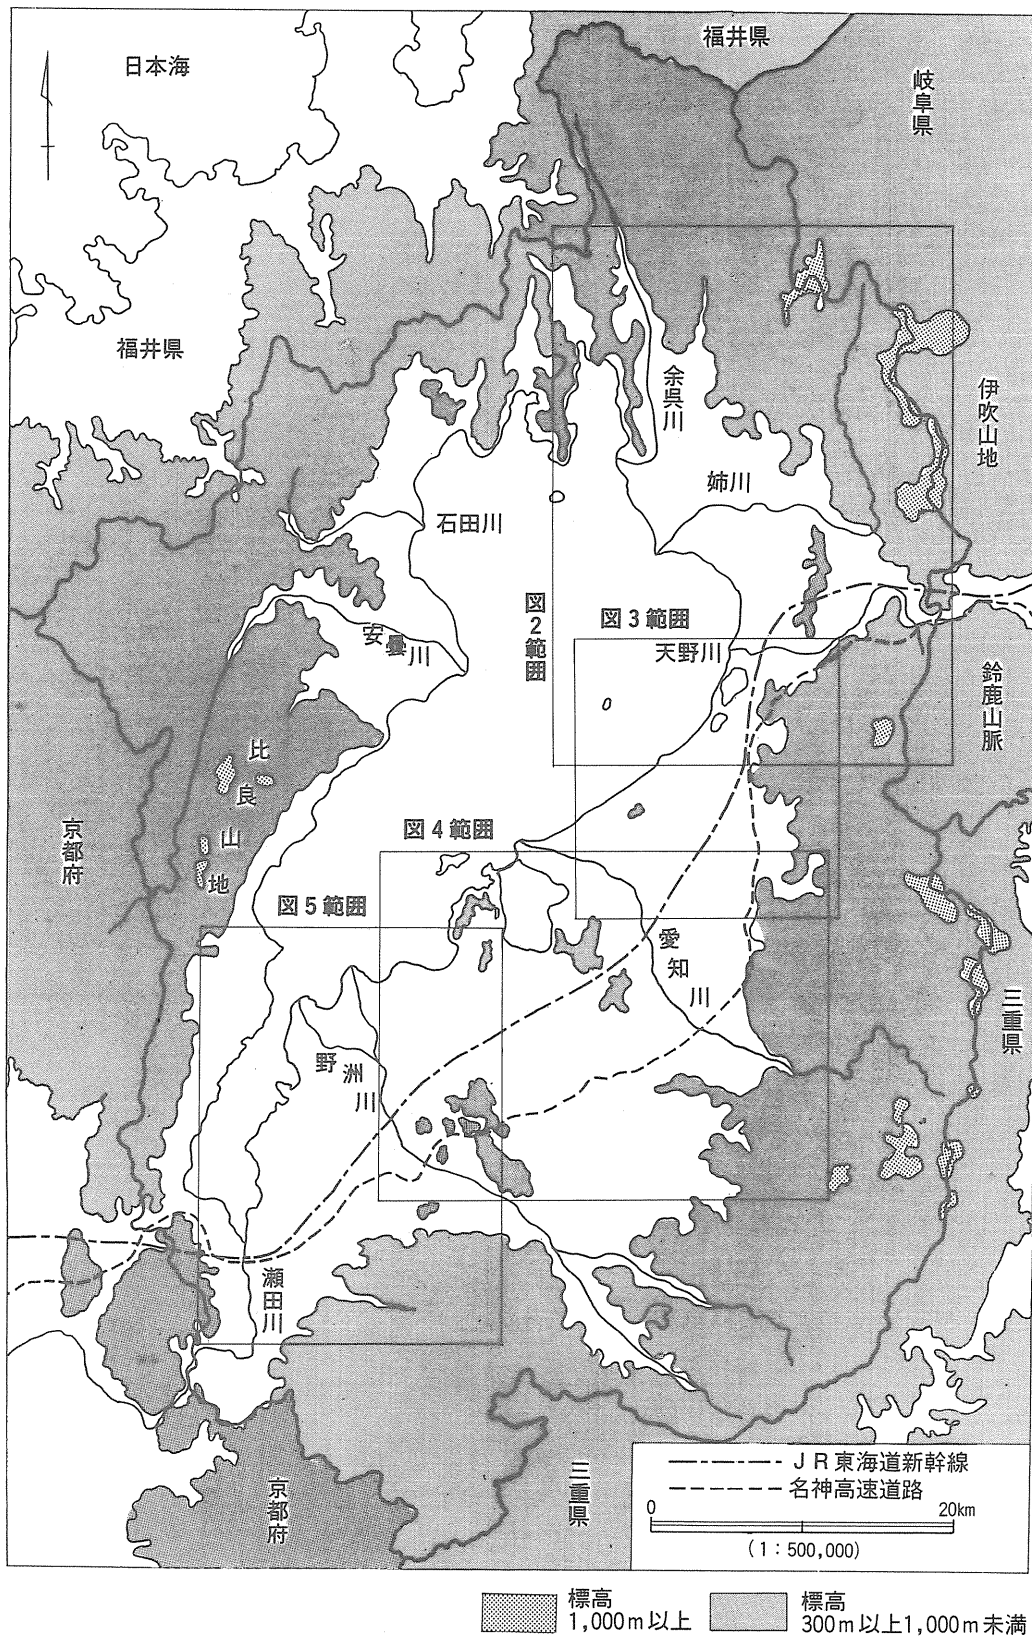 福井県
日本海
岐阜県
福井県
伊吹山地
余呉川
姉川
石田川
図2範囲
図3範囲
安曇川
天野川
鈴鹿山脈
比良山地
京都府
図4範囲
図5範囲
愛知川
三重県
野洲川
瀬田川
京都府
三重県
JR東海道新幹線
名神高速道路
0 20km
(1:500,000)
標高
1,000m以上
標高
300m以上1,000m未満